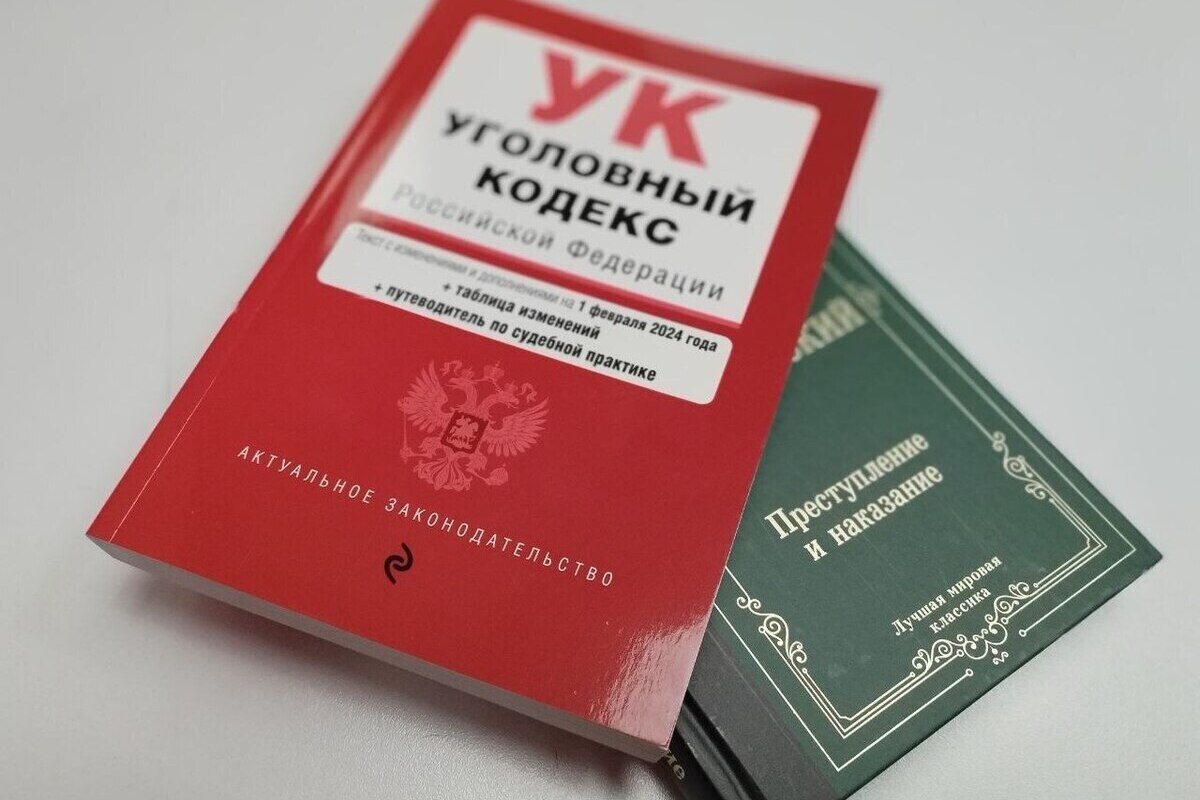 УК
УГОЛОВНЫЙ
КОДЕКС
Российской Федерации
Текст с изменениями и дополнениями на 1 февраля 2024 года
+ таблица изменений
+ путеводитель по судебной практике
АКТУАЛЬНОЕ ЗАКОНОДАТЕЛЬСТВО
Преступление
и наказание
Лучшая мировая
классика